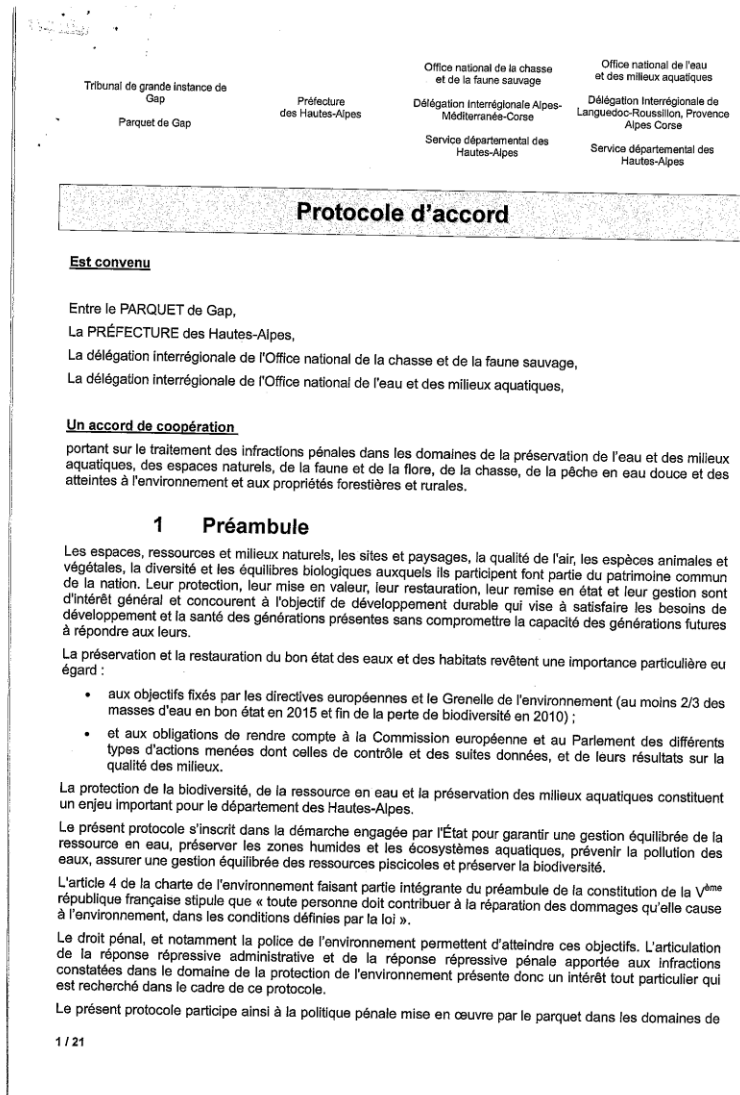 Tribunal de grande instance de
Gap
Parquet de Gap
Préfecture
des Hautes-Alpes
Office national de la chasse
et de la faune sauvage
Délégation Interrégionale Alpes-
Méditerranée-Corse
Service départemental des
Hautes-Alpes
Office national de l'eau
et des milieux aquatiques
Délégation Interrégionale de
Languedoc-Roussillon, Provence
Alpes Corse
Service départemental des
Hautes-Alpes
Protocole d'accord
Est convenu
Entre le PARQUET de Gap,
La PRÉFECTURE des Hautes-Alpes,
La délégation interrégionale de l'Office national de la chasse et de la faune sauvage,
La délégation interrégionale de l'Office national de l'eau et des milieux aquatiques,
Un accord de coopération
portant sur le traitement des infractions pénales dans les domaines de la préservation de l'eau et des milieux
aquatiques, des espaces naturels, de la faune et de la flore, de la chasse, de la pêche en eau douce et des
atteintes à l'environnement et aux propriétés forestières et rurales.
1 Préambule
Les espaces, ressources et milieux naturels, les sites et paysages, la qualité de l'air, les espèces animales et
végétales, la diversité et les équilibres biologiques auxquels ils participent font partie du patrimoine commun
de la nation. Leur protection, leur mise en valeur, leur restauration, leur remise en état et leur gestion sont
d'intérêt général et concourent à l'objectif de développement durable qui vise à satisfaire les besoins de
développement et la santé des générations présentes sans compromettre la capacité des générations futures
à répondre aux leurs.
La préservation et la restauration du bon état des eaux et des habitats revêtent une importance particulière eu
égard :
• aux objectifs fixés par les directives européennes et le Grenelle de l'environnement (au moins 2/3 des
masses d'eau en bon état en 2015 et fin de la perte de biodiversité en 2010) ;
• et aux obligations de rendre compte à la Commission européenne et au Parlement des différents
types d'actions menées dont celles de contrôle et des suites données, et de leurs résultats sur la
qualité des milieux.
La protection de la biodiversité, de la ressource en eau et la préservation des milieux aquatiques constituent
un enjeu important pour le département des Hautes-Alpes.
Le présent protocole s'inscrit dans la démarche engagée par l'État pour garantir une gestion équilibrée de la
ressource en eau, préserver les zones humides et les écosystèmes aquatiques, prévenir la pollution des
eaux, assurer une gestion équilibrée des ressources piscicoles et préserver la biodiversité.
L'article 4 de la charte de l'environnement faisant partie intégrante du préambule de la constitution de la Vème
république française stipule que « toute personne doit contribuer à la réparation des dommages qu'elle cause
à l'environnement, dans les conditions définies par la loi ».
Le droit pénal, et notamment la police de l'environnement permettent d'atteindre ces objectifs. L'articulation
de la réponse répressive administrative et de la réponse répressive pénale apportée aux infractions
constatées dans le domaine de la protection de l'environnement présente donc un intérêt tout particulier qui
est recherché dans le cadre de ce protocole.
Le présent protocole participe ainsi à la politique pénale mise en œuvre par le parquet dans les domaines de
1 / 21